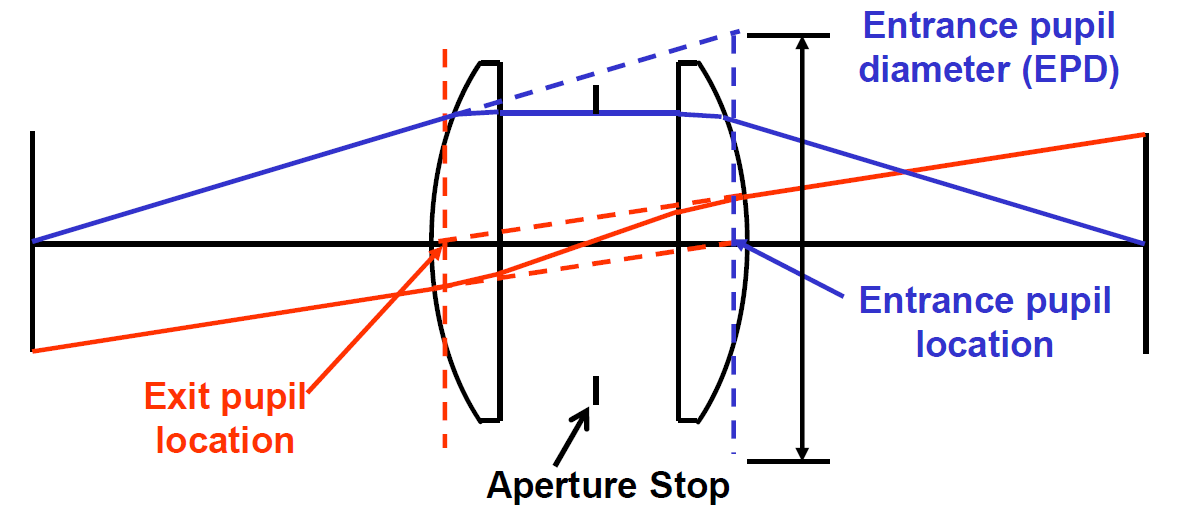 Entrance pupil
diameter (EPD)
Entrance pupil
location
Exit pupil
location
Aperture Stop